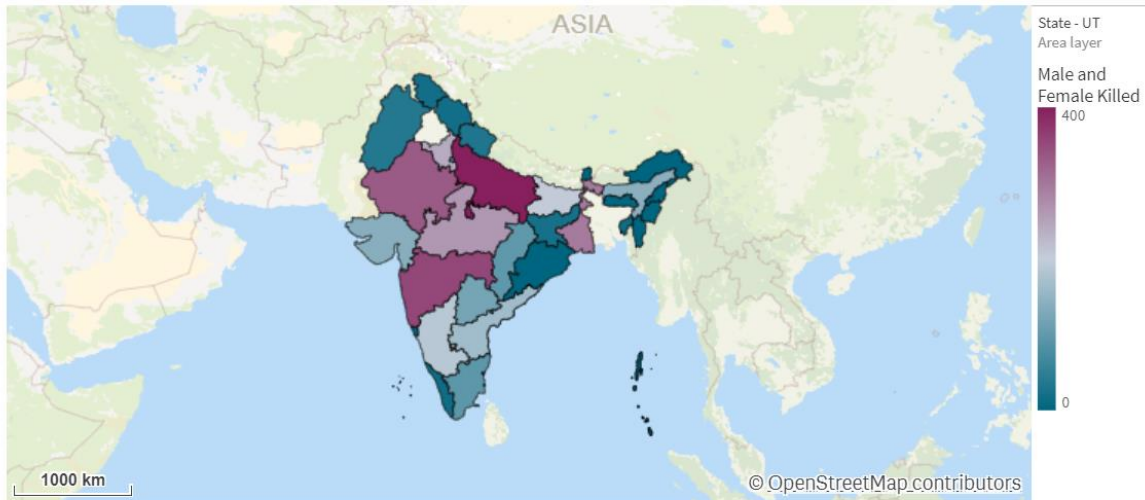 ASIA
State - UT
Area layer
Male and
Female Killed
400
0
1000 km
© OpenStreetMap contributors